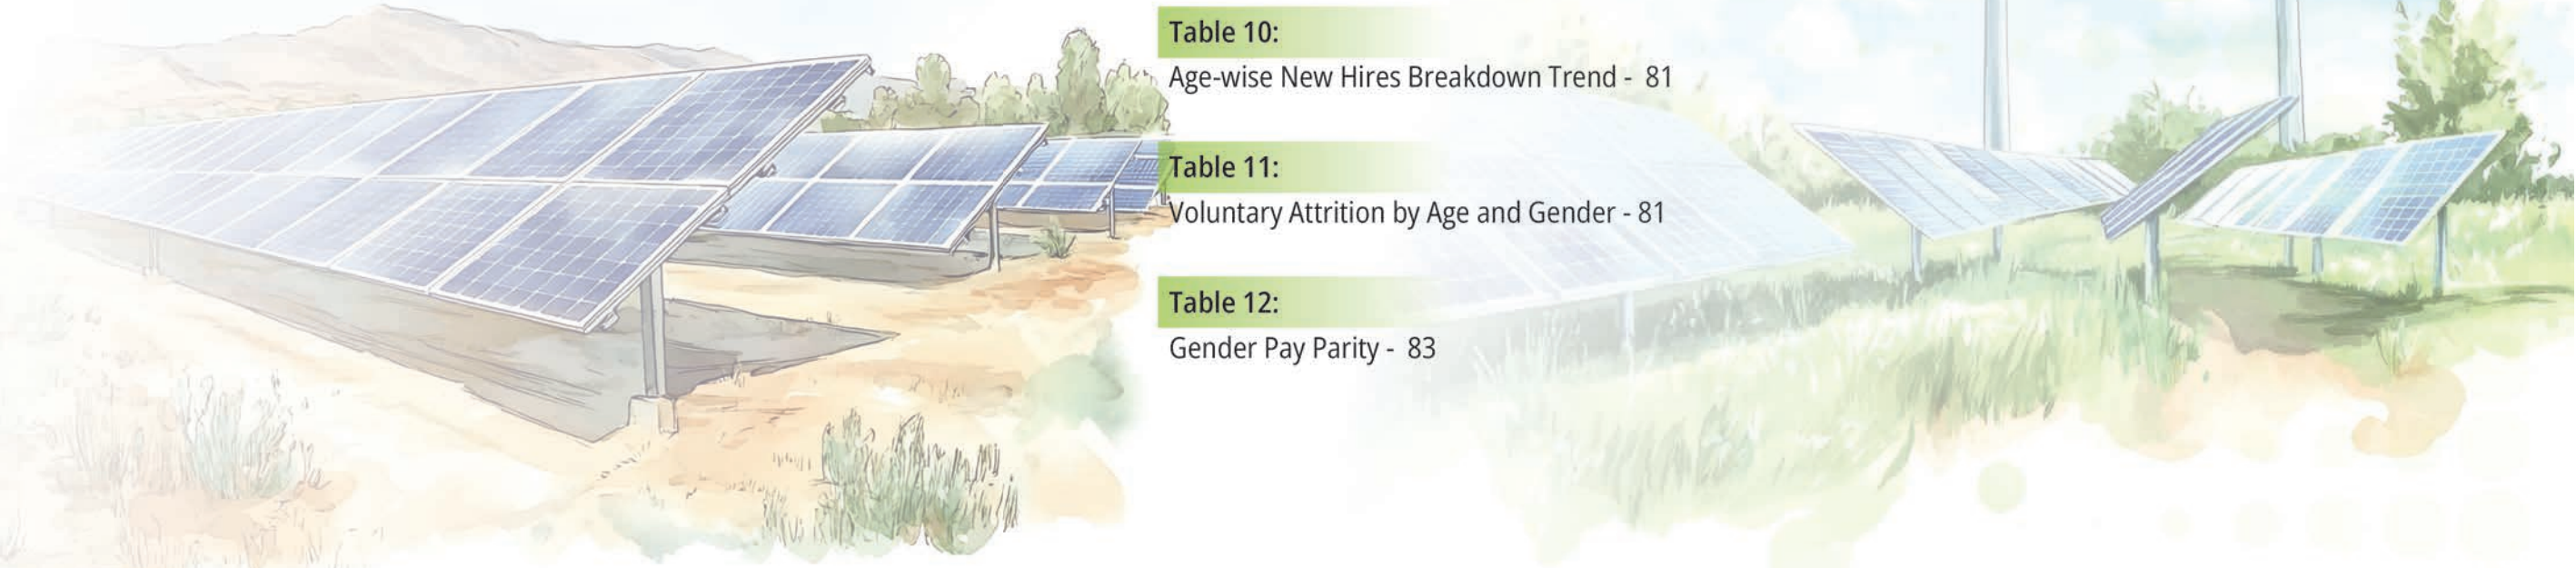 Table 10:
Age-wise New Hires Breakdown Trend - 81
Table 11:
Voluntary Attrition by Age and Gender - 81
Table 12:
Gender Pay Parity - 83